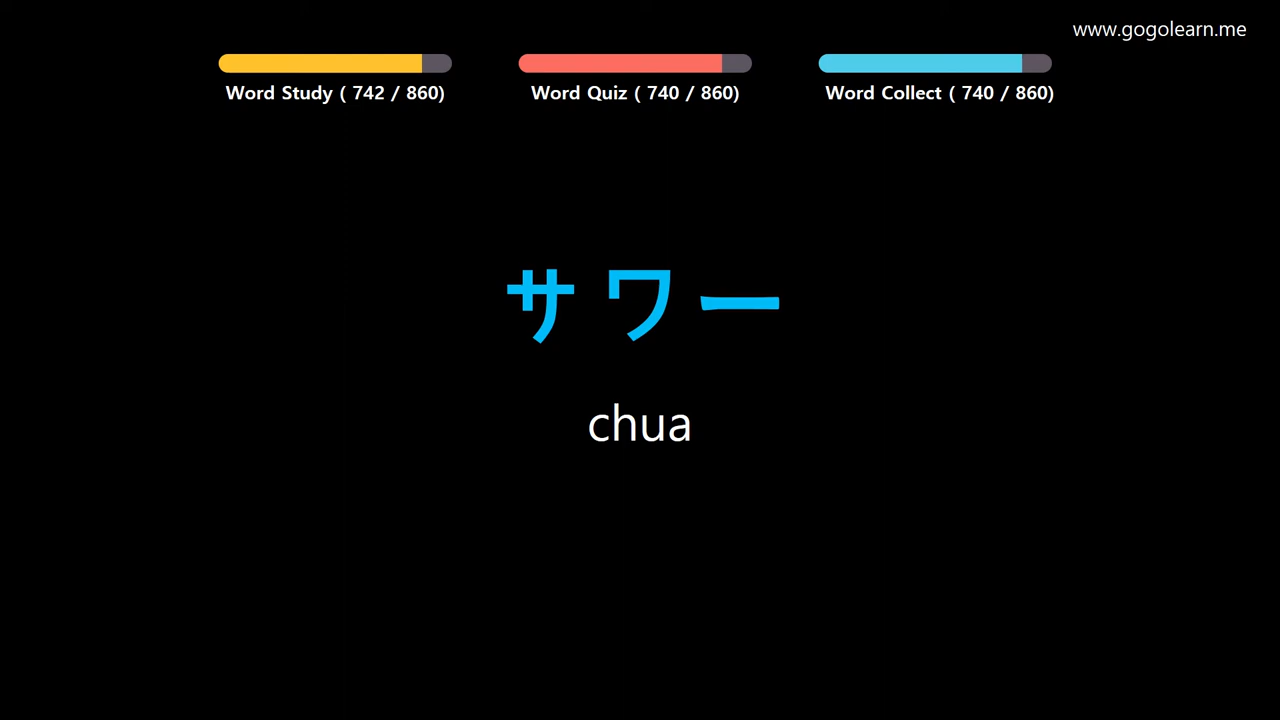 www.gogolearn.me
Word Study ( 742 / 860)
Word Quiz ( 740 / 860)
Word Collect ( 740 / 860)
サワー
chua